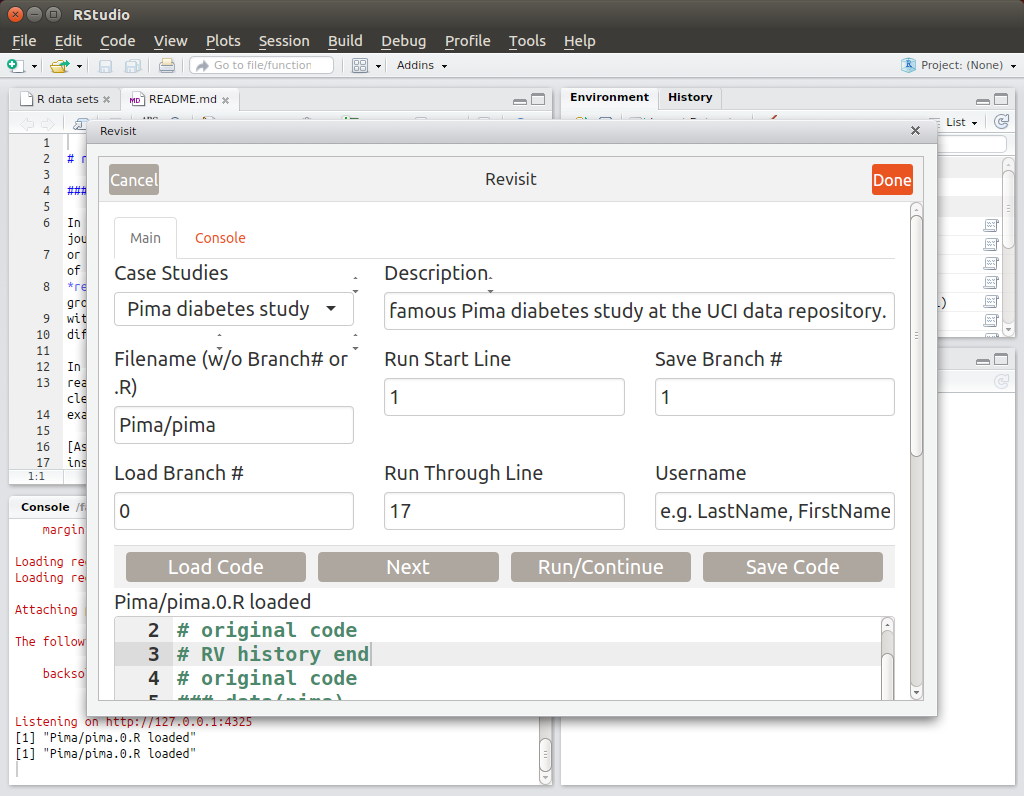 RStudio
File Edit Code View Plots Session Build Debug Profile Tools Help
Go to file/function Addins Project: (None)
R data sets README.md
Environment History
List
Revisit
Cancel Revisit Done
Main Console
Case Studies Description
Pima diabetes study famous Pima diabetes study at the UCI data repository.
Filename (w/o Branch# or .R) Run Start Line Save Branch #
Pima/pima 1 1
Load Branch # Run Through Line Username
0 17 e.g. LastName, FirstName
Load Code Next Run/Continue Save Code
Pima/pima.0.R loaded
2 # original code
3 # RV history end
4 # original code
1
2 # r
3
4 ###
5
6 In
jou
7 or
of
8 *re
gro
9 wit
10 dif
11
12 In
13 rea
cle
14 exa
15
16 [As
17 ins
1:1
Console
margin
Loading re
Loading re
Attaching
The follow
backso
Listening on http://127.0.0.1:4325
[1] "Pima/pima.0.R loaded"
[1] "Pima/pima.0.R loaded"